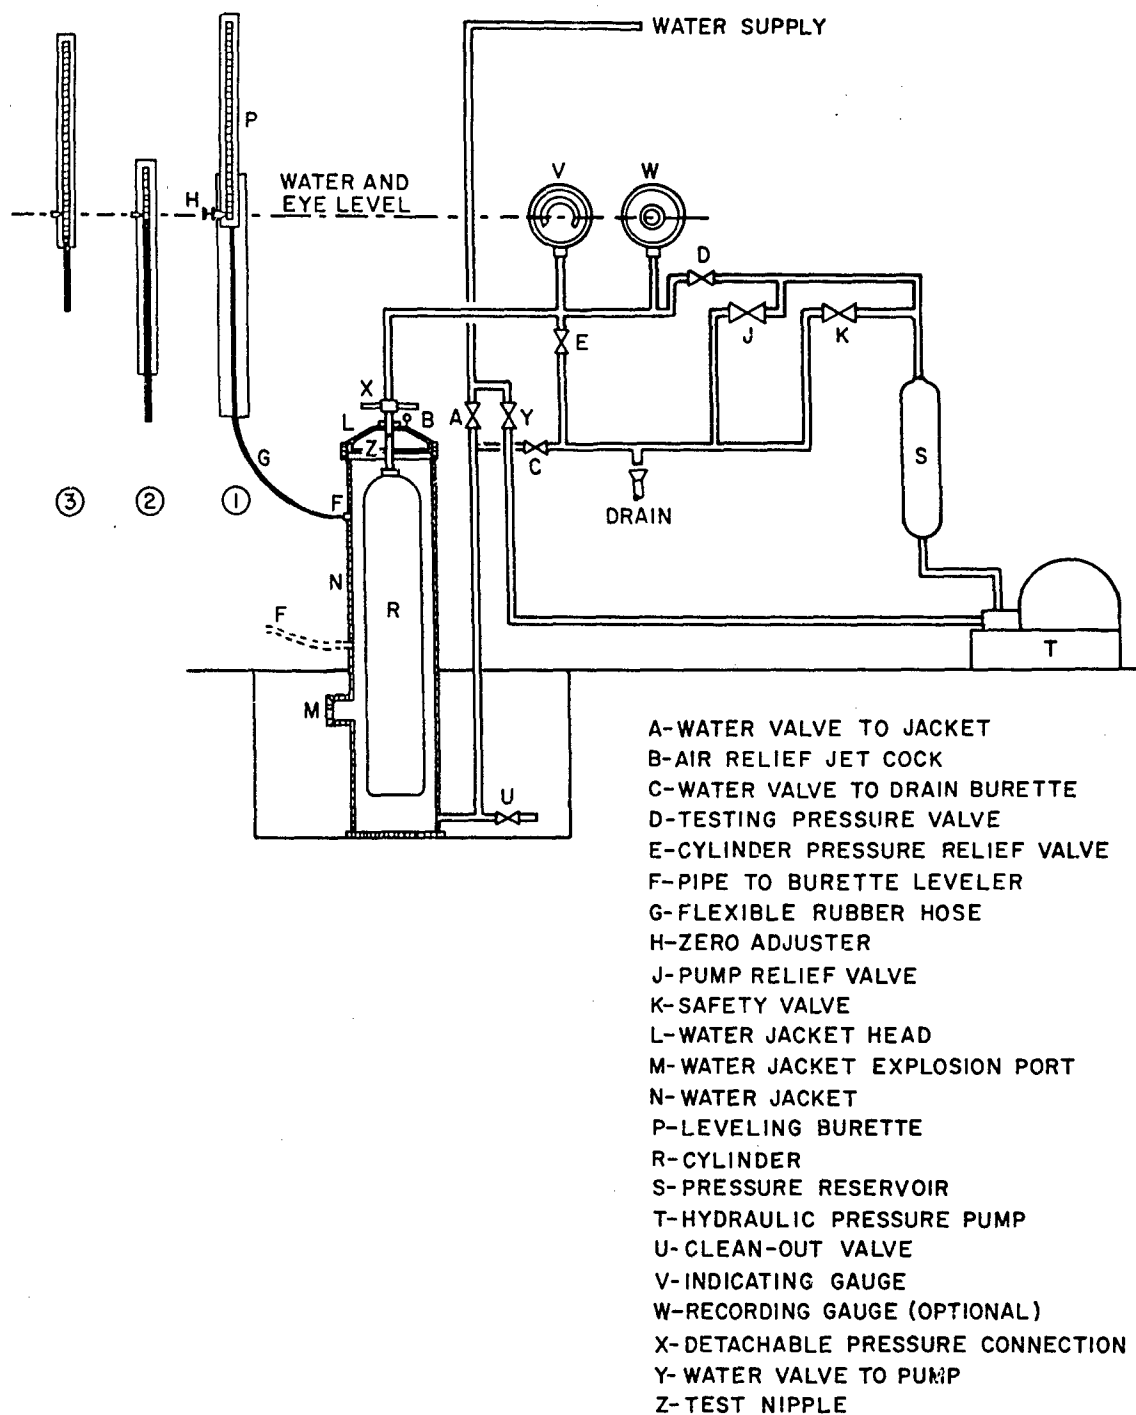 WATER SUPPLY
P
V
W
H
WATER AND
EYE LEVEL
D
E
J
K
X
L
B
A
Y
Z
C
G
S
③
②
①
F
DRAIN
N
R
F
T
M
U
A-WATER VALVE TO JACKET
B-AIR RELIEF JET COCK
C-WATER VALVE TO DRAIN BURETTE
D-TESTING PRESSURE VALVE
E-CYLINDER PRESSURE RELIEF VALVE
F-PIPE TO BURETTE LEVELER
G-FLEXIBLE RUBBER HOSE
H-ZERO ADJUSTER
J-PUMP RELIEF VALVE
K-SAFETY VALVE
L-WATER JACKET HEAD
M-WATER JACKET EXPLOSION PORT
N-WATER JACKET
P-LEVELING BURETTE
R-CYLINDER
S-PRESSURE RESERVOIR
T-HYDRAULIC PRESSURE PUMP
U-CLEAN-OUT VALVE
V-INDICATING GAUGE
W-RECORDING GAUGE (OPTIONAL)
X-DETACHABLE PRESSURE CONNECTION
Y-WATER VALVE TO PUMP
Z-TEST NIPPLE